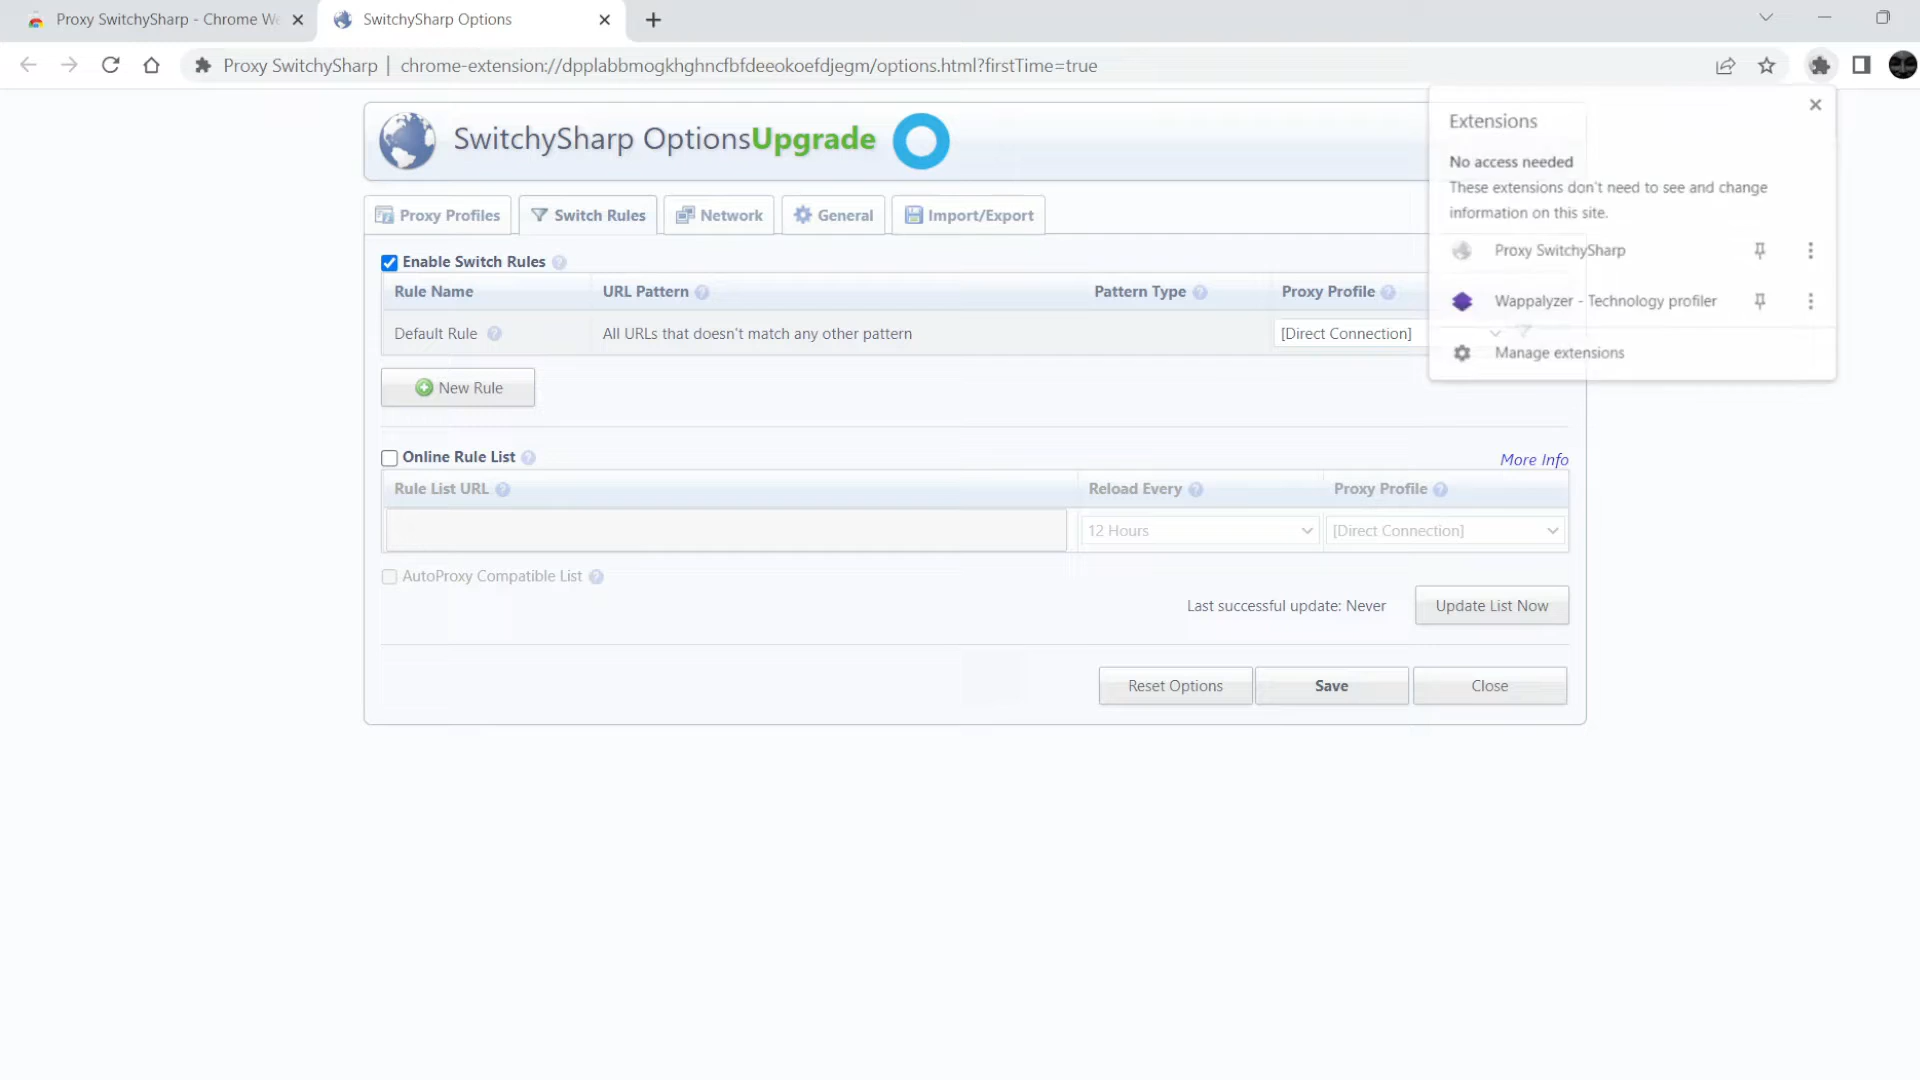 Proxy SwitchySharp - Chrome We
SwitchySharp Options
Proxy SwitchySharp | chrome-extension://dpplabbmogkhghncfbfdeeokoefdjegm/options.html?firstTime=true
SwitchySharp OptionsUpgrade
Proxy Profiles
Switch Rules
Network
General
Import/Export
Enable Switch Rules
Rule Name
URL Pattern
Pattern Type
Proxy Profile
Default Rule
All URLs that doesn't match any other pattern
[Direct Connection]
New Rule
Online Rule List
More Info
Rule List URL
Reload Every
Proxy Profile
12 Hours
[Direct Connection]
AutoProxy Compatible List
Last successful update: Never
Update List Now
Reset Options
Save
Close
Extensions
No access needed
These extensions don't need to see and change
information on this site.
Proxy SwitchySharp
Wappalyzer - Technology profiler
Manage extensions